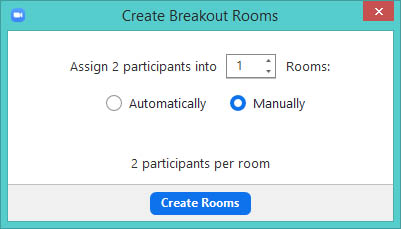 Create Breakout Rooms
Assign 2 participants into 1 Rooms:
Automatically Manually
2 participants per room
Create Rooms